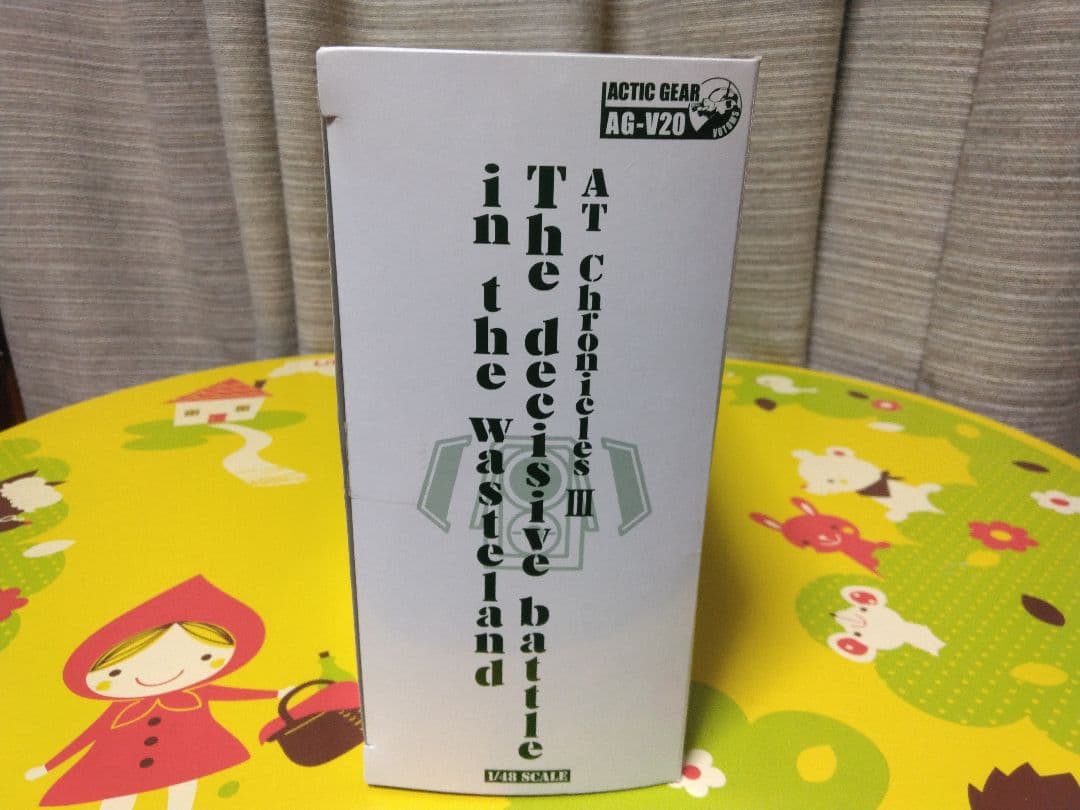 ACTIC GEAR
AG-V20
VOTOMS
AT Chronicles III
The decisive battle
in the wasteland
1/48 SCALE